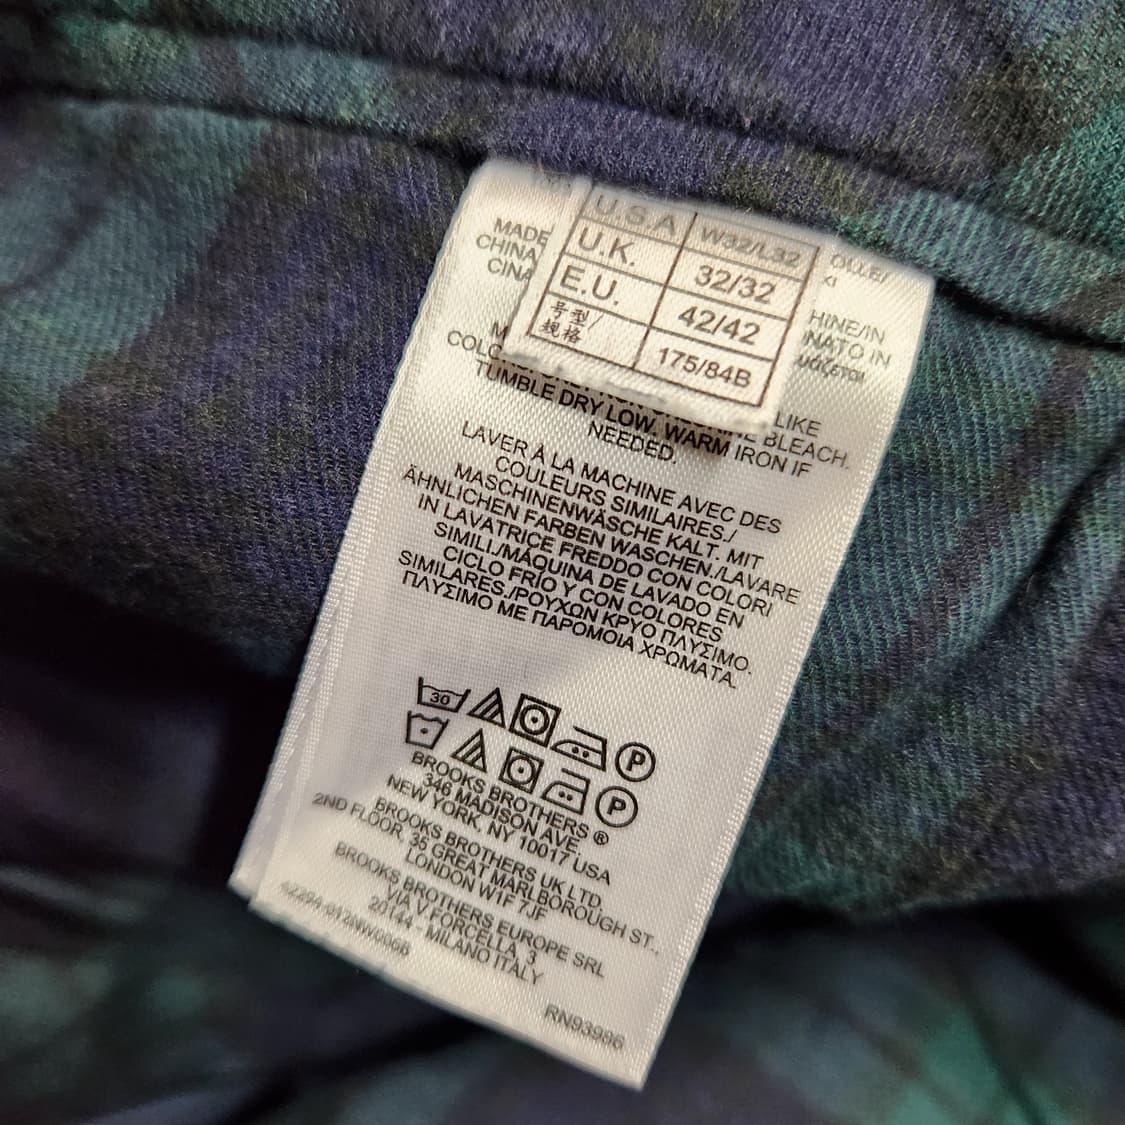 U.S.A W32/L32
U.K. 32/32
E.U. 42/42
号型/ 175/84B
规格
MADE
CHINA
CINA
HINE/IN
NATO IN
LIKE
BLEACH.
TUMBLE DRY LOW. WARM IRON IF
NEEDED.
LAVER À LA MACHINE AVEC DES
COULEURS SIMILAIRES./
MASCHINENWÄSCHE KALT. MIT
ÄHNLICHEN FARBEN WASCHEN./LAVARE
IN LAVATRICE FREDDO CON COLORI
SIMILI./MÁQUINA DE LAVADO EN
CICLO FRÍO Y CON COLORES
SIMILARES./ΡΟΥΧΩΝ ΚΡΥΟ ΠΛΥΣΙΜΟ.
ΠΛΥΣΙΜΟ ΜΕ ΠΑΡΟΜΟΙΑ ΧΡΩΜΑΤΑ.
30 P
P
BROOKS BROTHERS ®
346 MADISON AVE.
NEW YORK, NY 10017 USA
BROOKS BROTHERS UK LTD.
2ND FLOOR, 35 GREAT MARLBOROUGH ST.,
LONDON W1F 7JF
BROOKS BROTHERS EUROPE SRL
VIA V FORCELLA, 3
20144 - MILANO ITALY
RN93986